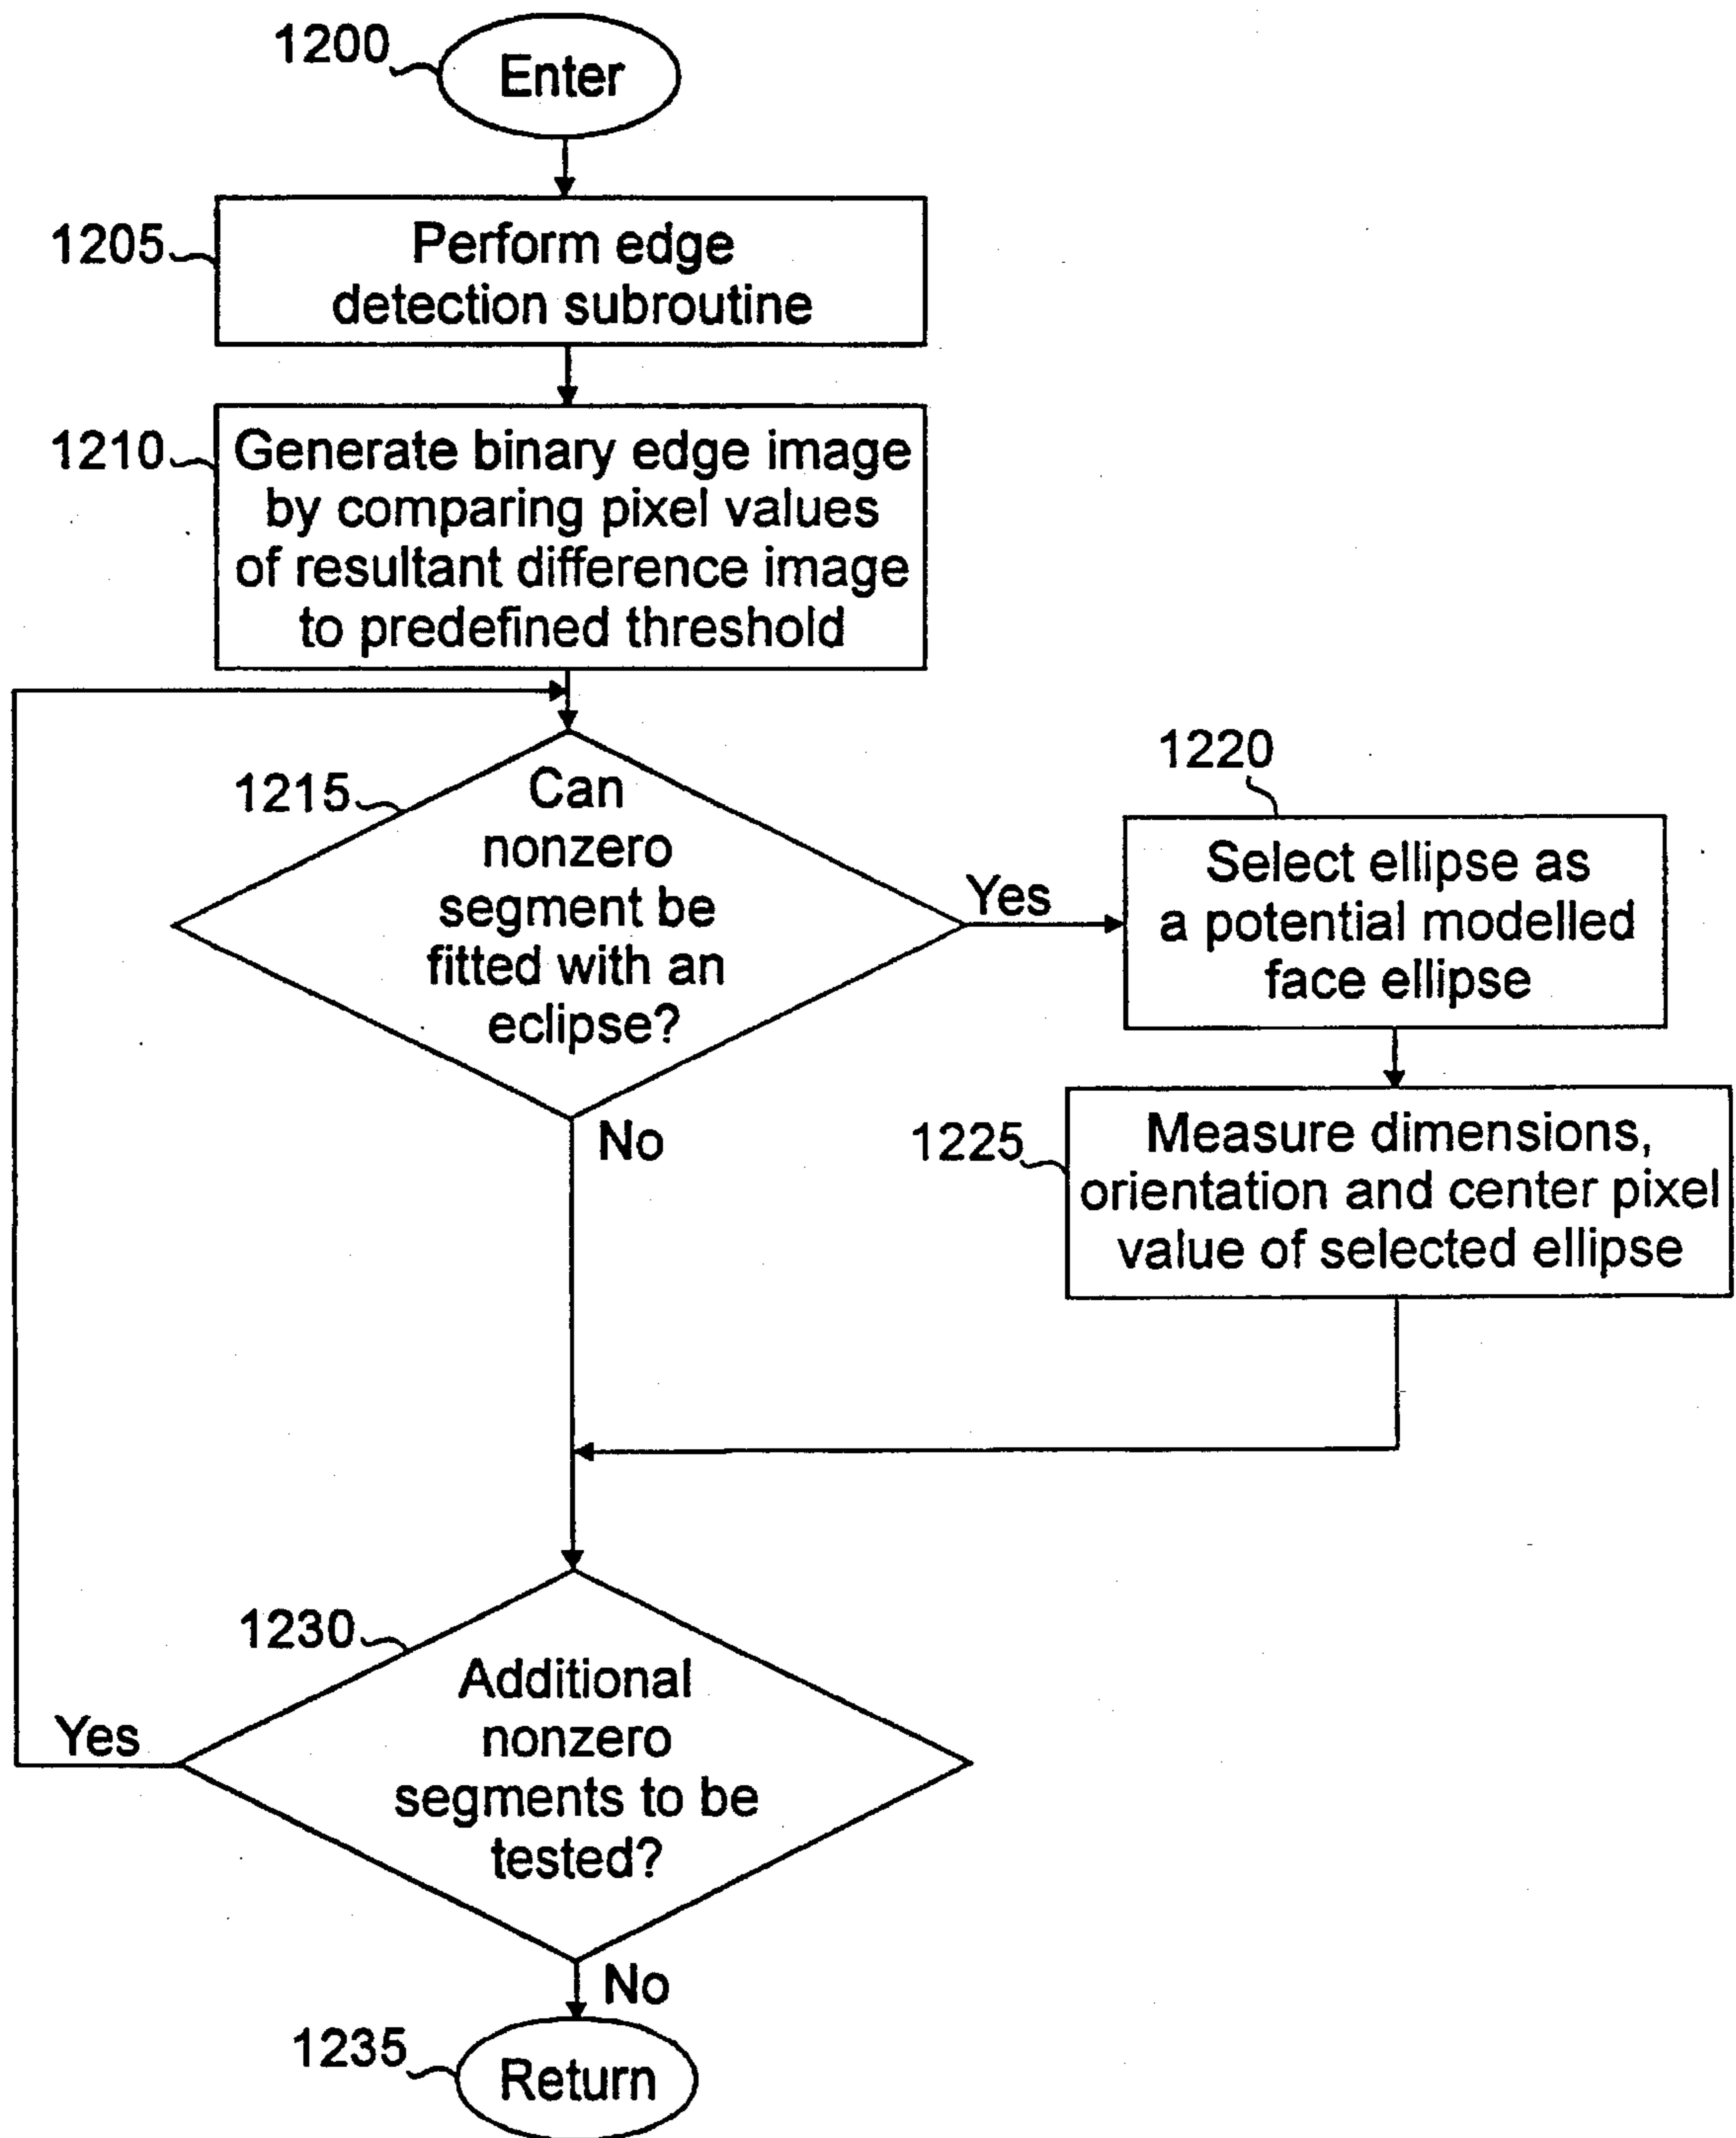 1200
Enter
1205
Perform edge
detection subroutine
1210
Generate binary edge image
by comparing pixel values
of resultant difference image
to predefined threshold
1215
Can
nonzero
segment be
fitted with an
eclipse?
Yes
No
1220
Select ellipse as
a potential modelled
face ellipse
1225
Measure dimensions,
orientation and center pixel
value of selected ellipse
1230
Additional
nonzero
segments to be
tested?
Yes
No
1235
Return